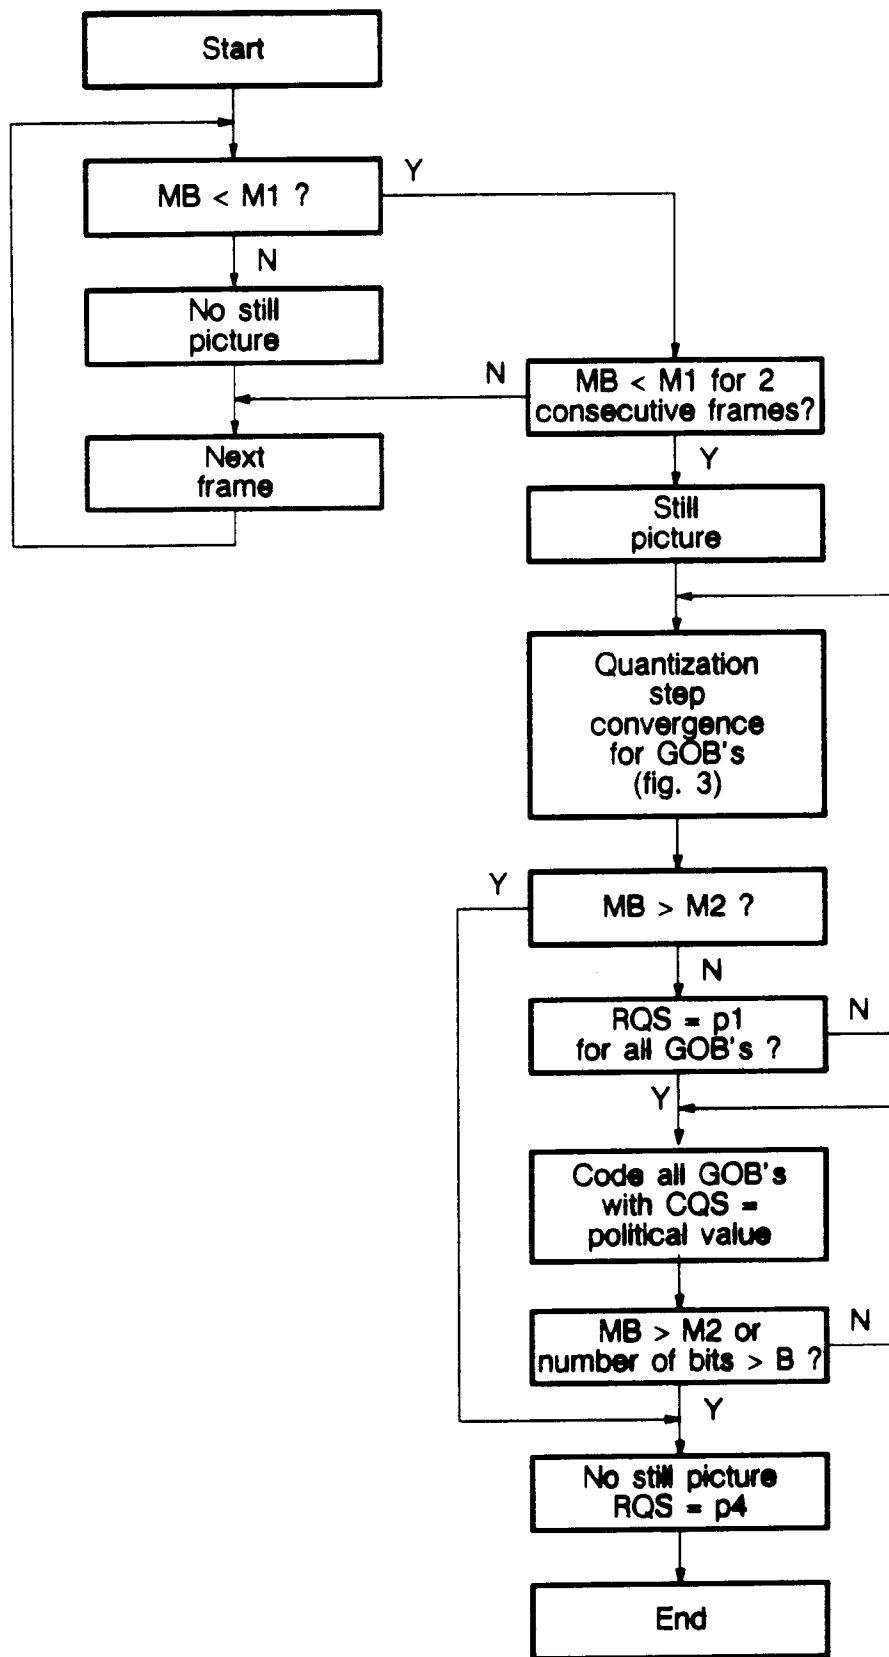 Start
MB < M1 ?
Y
N
No still
picture
N
MB < M1 for 2
consecutive frames?
Next
frame
Y
Still
picture
Quantization
step
convergence
for GOB's
(fig. 3)
Y
MB > M2 ?
N
RQS = p1
for all GOB's ?
N
Y
Code all GOB's
with CQS =
political value
MB > M2 or
number of bits > B ?
N
Y
No still picture
RQS = p4
End